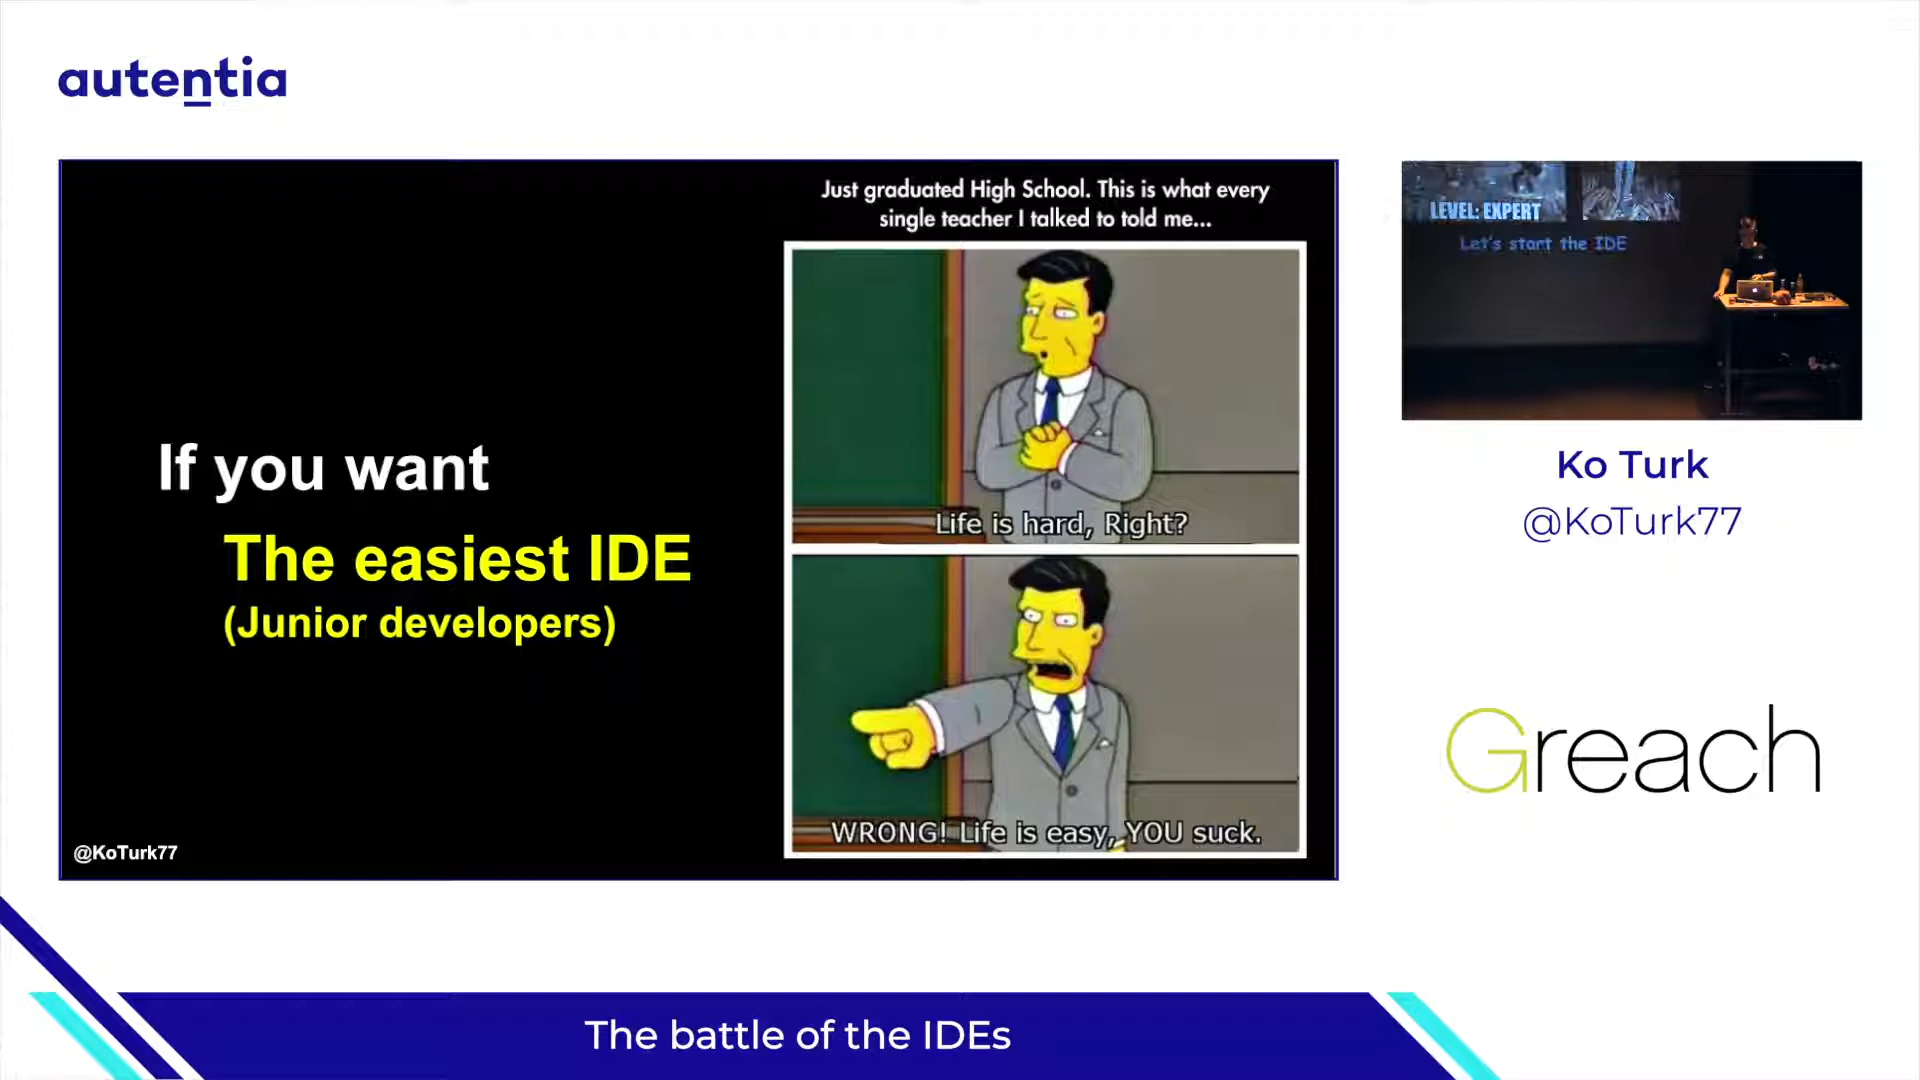 autentia
Just graduated High School. This is what every
single teacher I talked to told me...
Life is hard, Right?
If you want
The easiest IDE
(Junior developers)
WRONG! Life is easy, YOU suck.
@KoTurk77
LEVEL: EXPERT
Let's start the IDE
Ko Turk
@KoTurk77
Greach
The battle of the IDEs